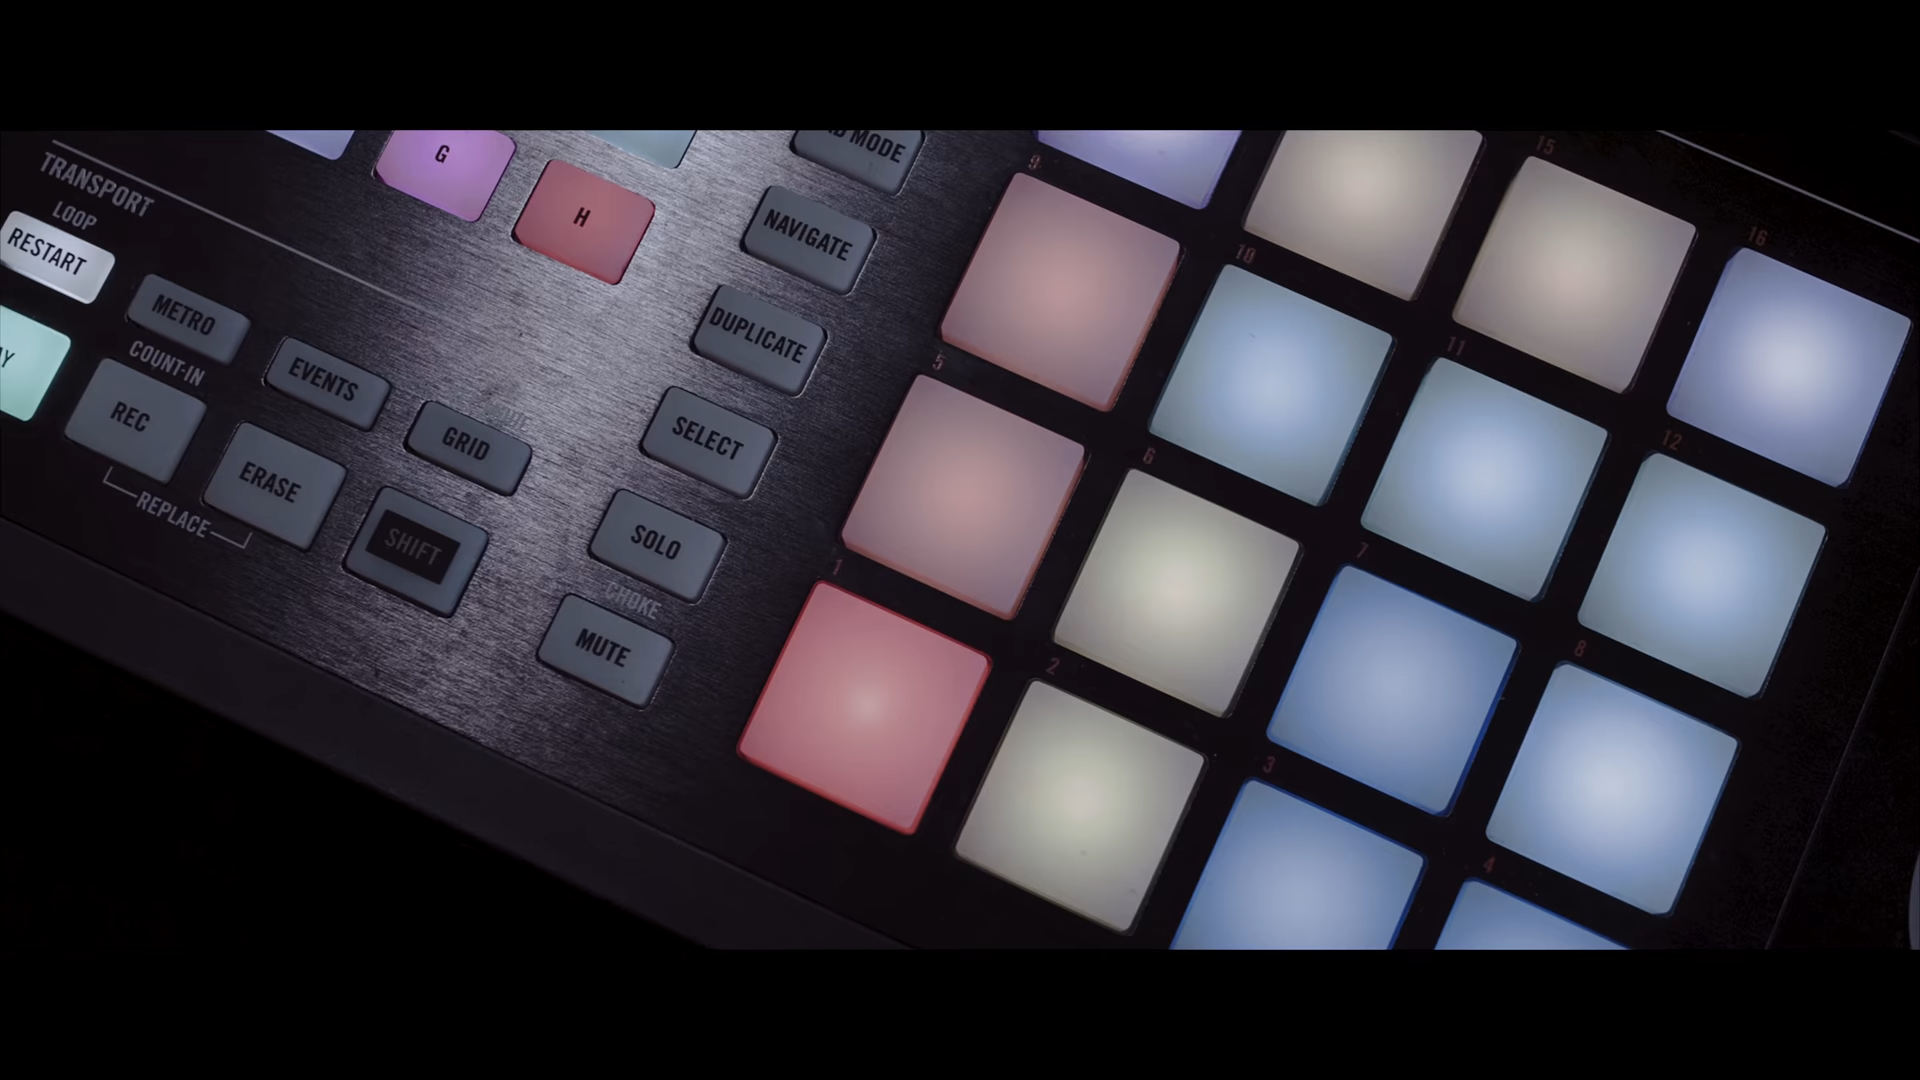 TRANSPORT
LOOP
RESTART
METRO
COUNT-IN
EVENTS
GRID
REC
ERASE
REPLACE
SHIFT
G
H
MODE
NAVIGATE
DUPLICATE
SELECT
SOLO
CHOKE
MUTE
15
16
9
10
11
12
5
6
7
8
1
2
3
4